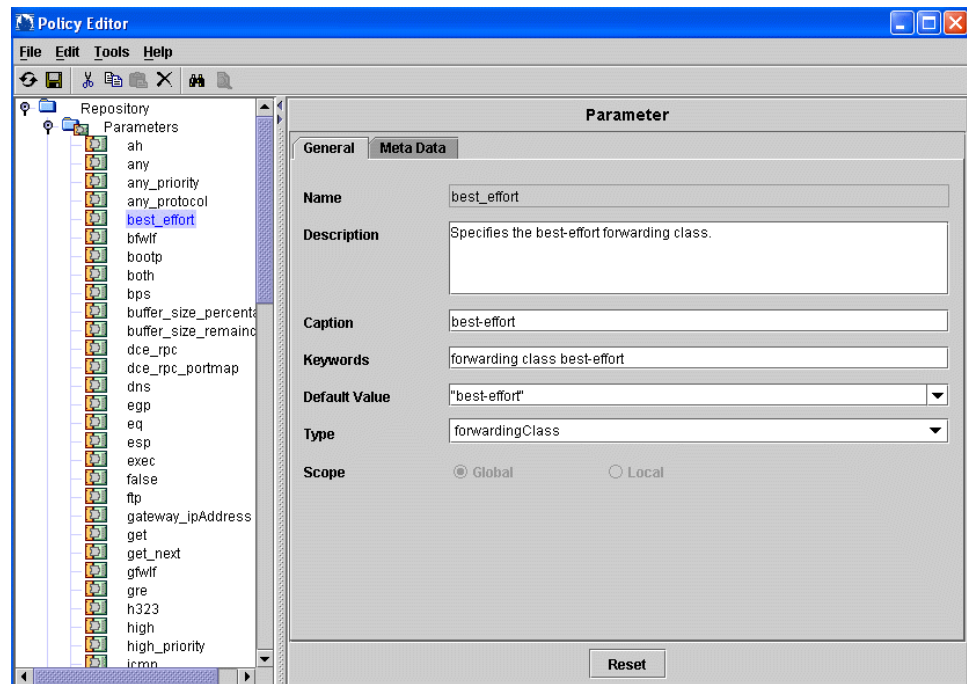 Policy Editor
File Edit Tools Help
Repository
Parameters
ah
any
any_priority
any_protocol
best_effort
bfwlf
bootp
both
bps
buffer_size_percenta
buffer_size_remainc
dce_rpc
dce_rpc_portmap
dns
egp
eq
esp
exec
false
ftp
gateway_ipAddress
get
get_next
gfwlf
gre
h323
high
high_priority
icmp
Parameter
General Meta Data
Name best_effort
Description Specifies the best-effort forwarding class.
Caption best-effort
Keywords forwarding class best-effort
Default Value "best-effort"
Type forwardingClass
Scope Global Local
Reset